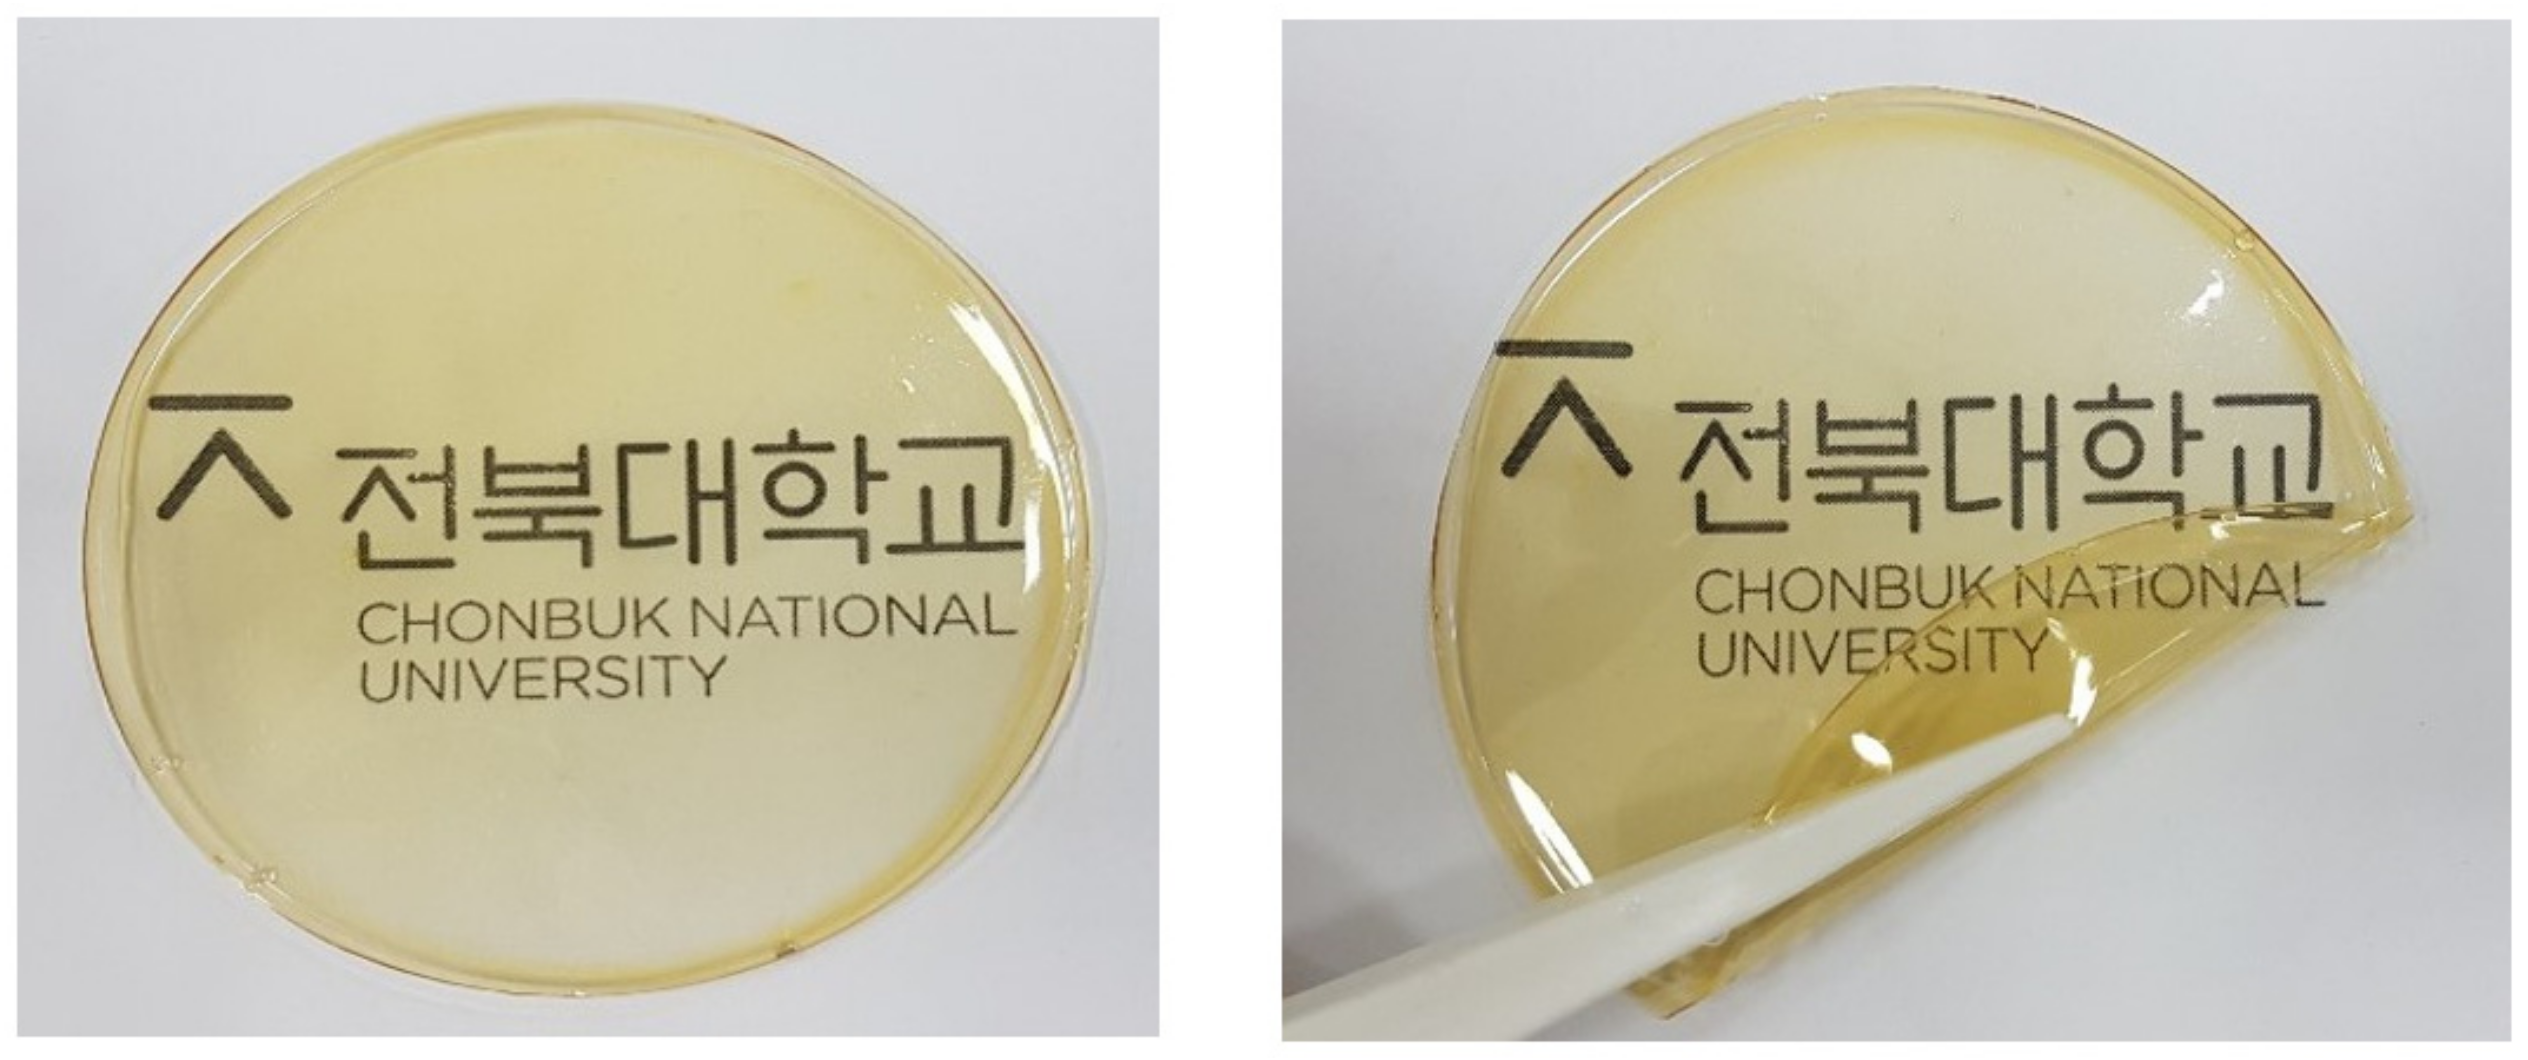 전북대학교
CHONBUK NATIONAL
UNIVERSITY
전북대학교
CHONBUK NATIONAL
UNIVERSITY